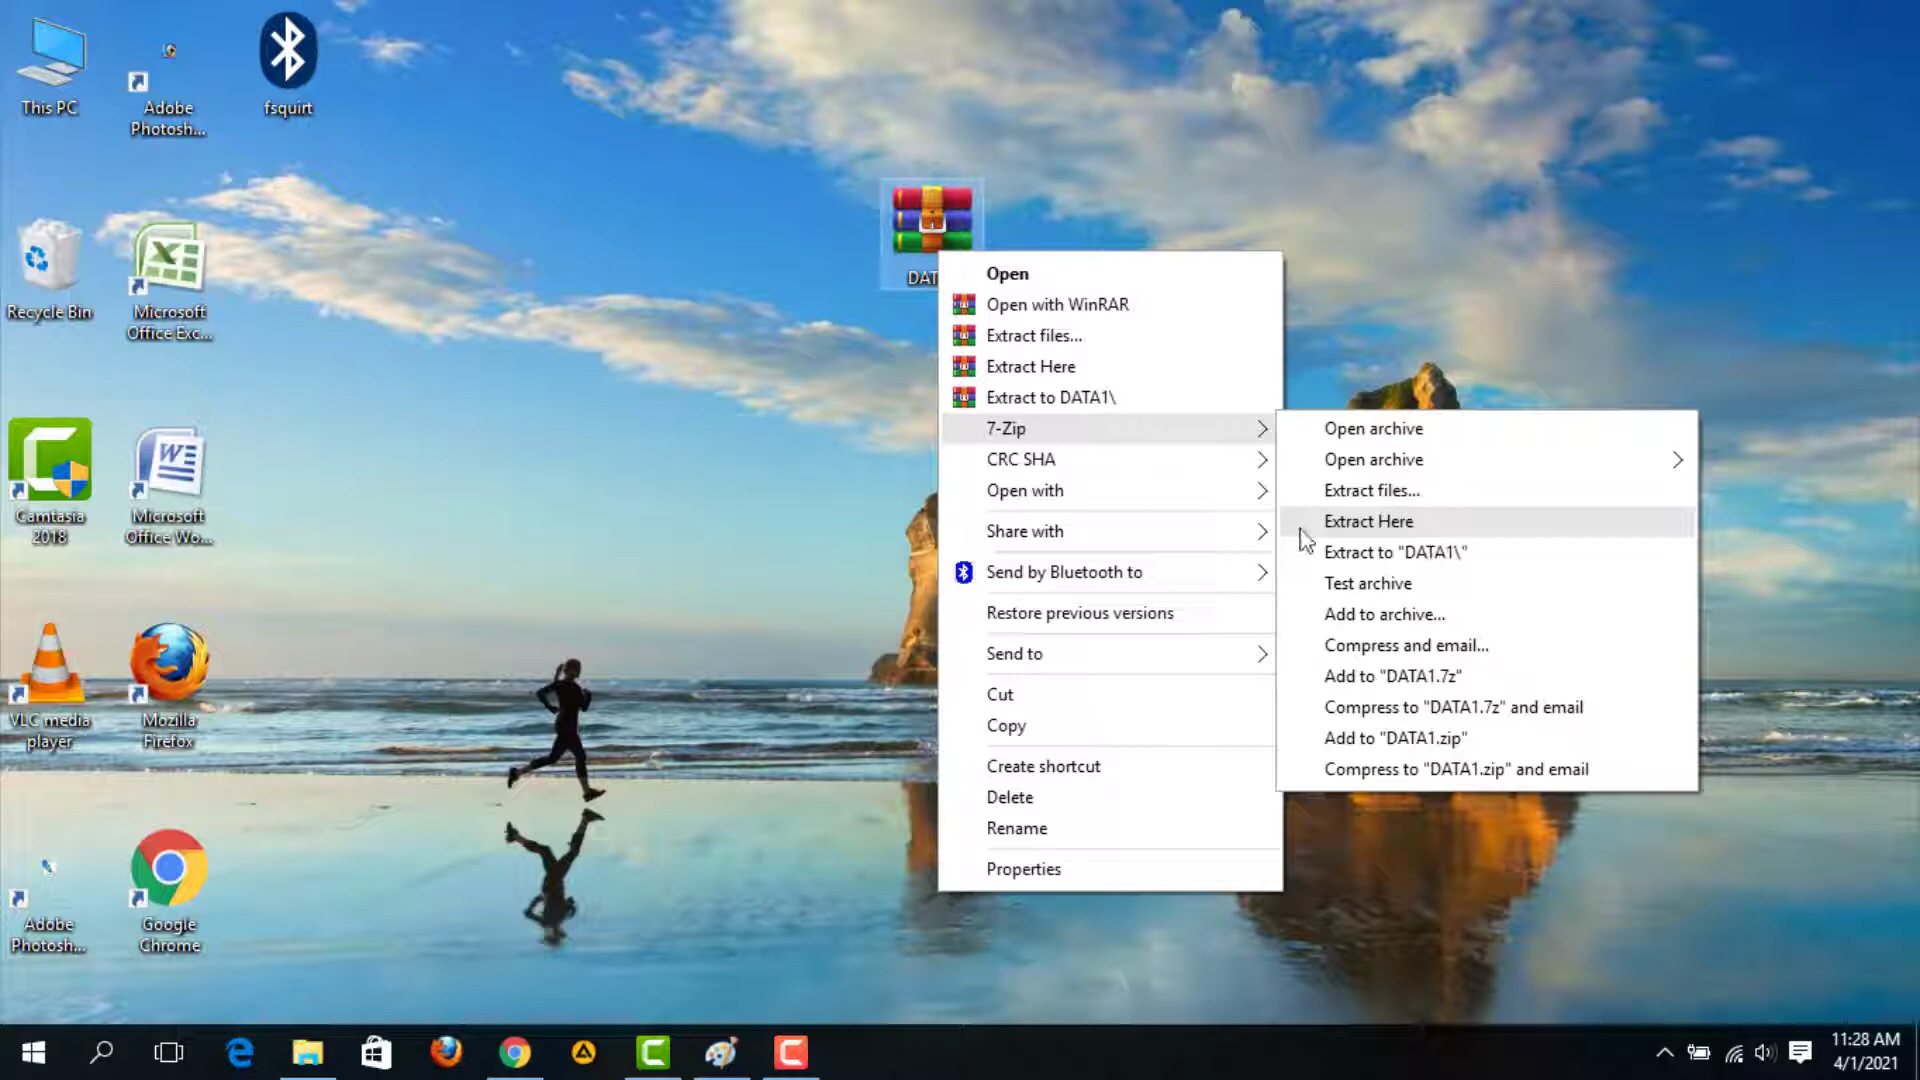 This PC
Adobe
Photosh...
fsquirt
Recycle Bin
Microsoft
Office Exc...
Camtasia
2018
Microsoft
Office Wo...
VLC media
player
Mozilla
Firefox
Adobe
Photosh...
Google
Chrome
DAT
Open
Open with WinRAR
Extract files...
Extract Here
Extract to DATA1\
7-Zip
CRC SHA
Open with
Share with
Send by Bluetooth to
Restore previous versions
Send to
Cut
Copy
Create shortcut
Delete
Rename
Properties
Open archive
Open archive
Extract files...
Extract Here
Extract to "DATA1\"
Test archive
Add to archive...
Compress and email...
Add to "DATA1.7z"
Compress to "DATA1.7z" and email
Add to "DATA1.zip"
Compress to "DATA1.zip" and email
11:28 AM
4/1/2021